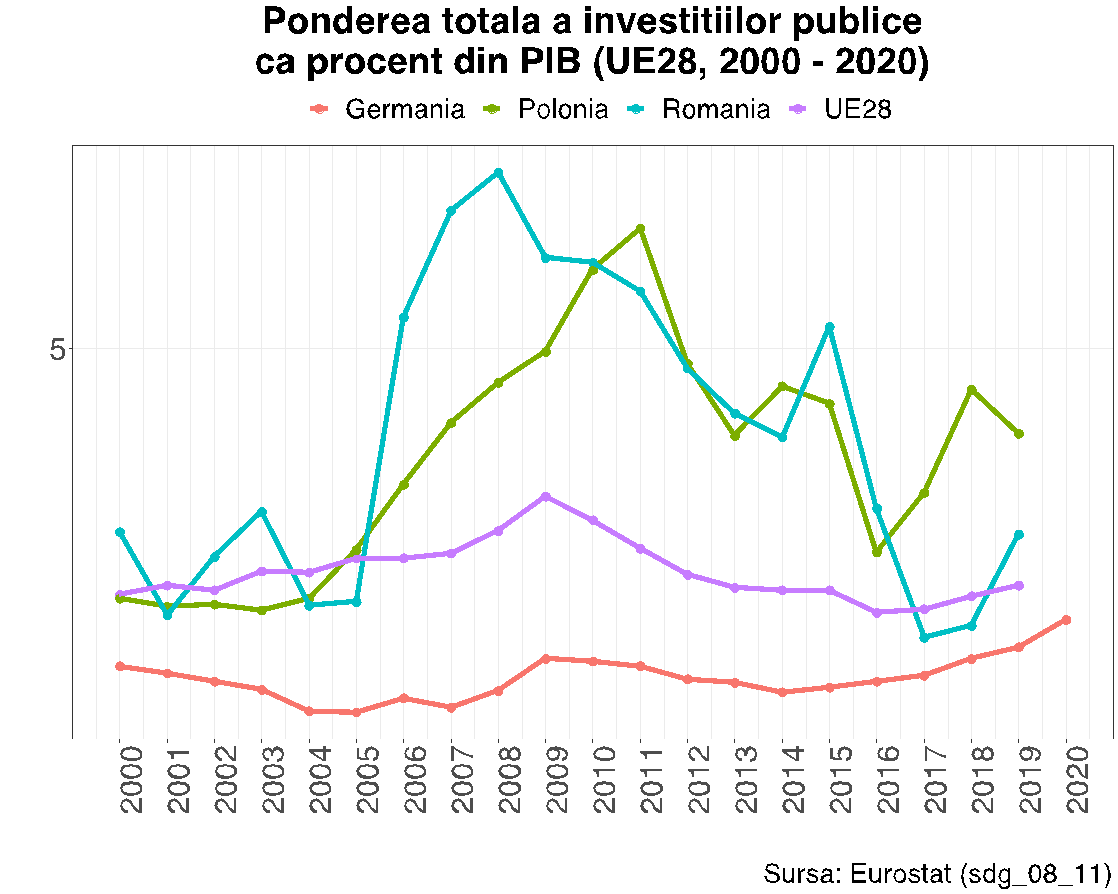 Ponderea totala a investitiilor publice
ca procent din PIB (UE28, 2000 - 2020)
Germania Polonia Romania UE28
5
2000 2001 2002 2003 2004 2005 2006 2007 2008 2009 2010 2011 2012 2013 2014 2015 2016 2017 2018 2019 2020
Sursa: Eurostat (sdg_08_11)